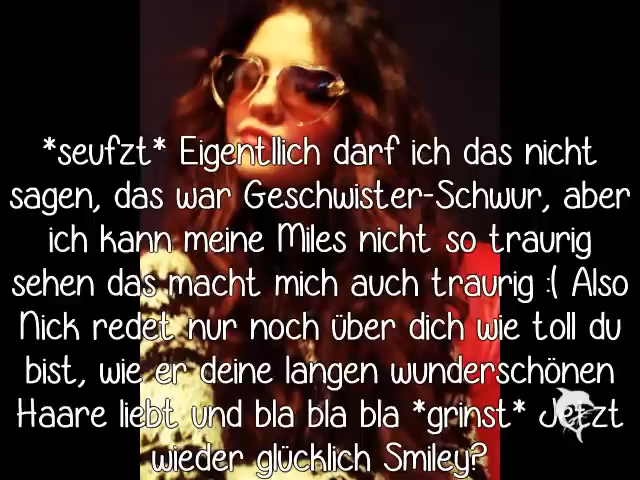 *seufzt* Eigentllich darf ich das nicht
sagen, das war Geschwister-Schwur, aber
ich kann meine Miles nicht so traurig
sehen das macht mich auch traurig :( Also
Nick redet nur noch über dich wie toll du
bist, wie er deine langen wunderschönen
Haare liebt und bla bla bla *grinst* Jetzt
wieder glücklich Smiley?